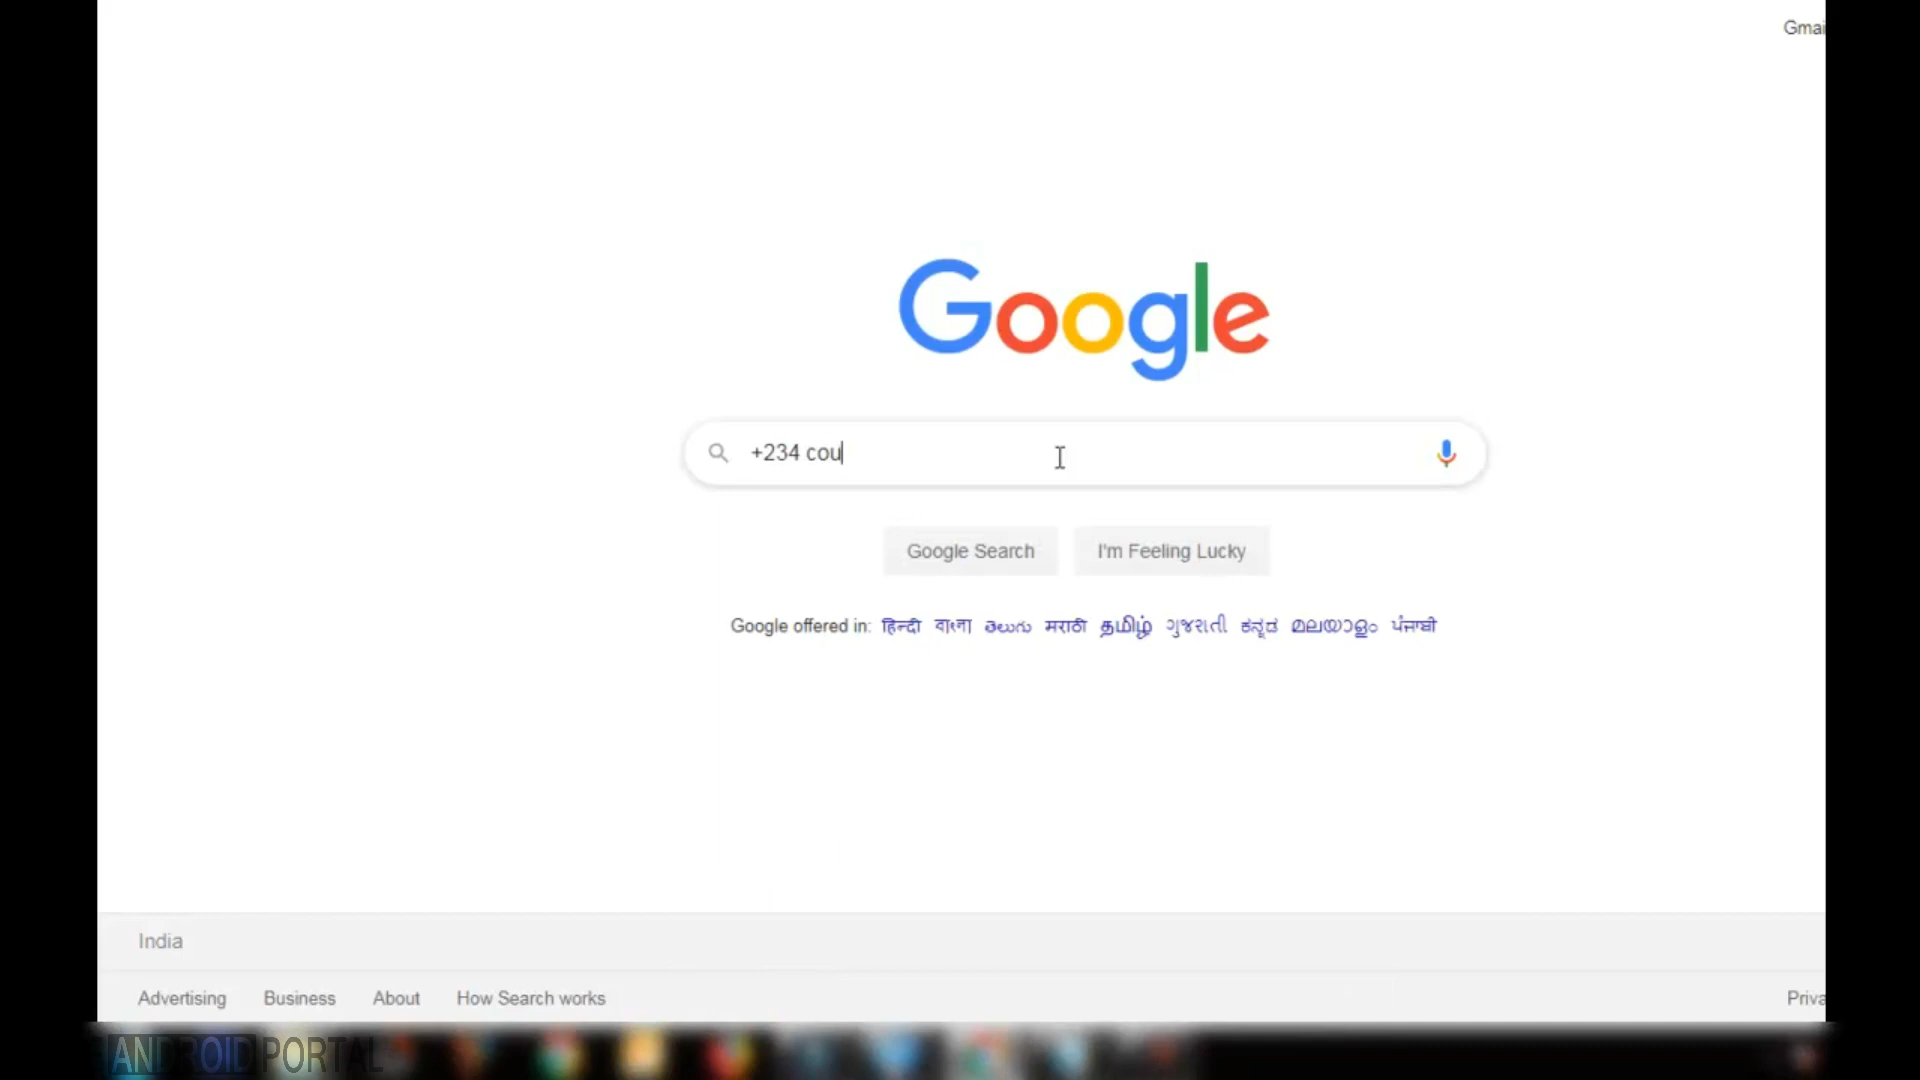 Gmai
Google
+234 cou
Google Search
I'm Feeling Lucky
Google offered in: हिन्दी বাংলা తెలుగు मराठी தமிழ் ગુજરાતી ಕನ್ನಡ മലയാളം ਪੰਜਾਬੀ
India
Advertising Business About How Search works
Priva
ANDROID PORTAL